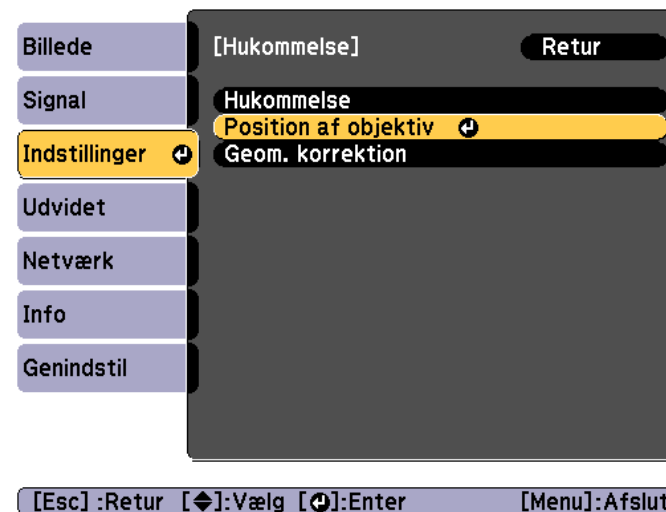 Billede
Signal
Indstillinger
Udvidet
Netværk
Info
Genindstil
[Hukommelse] Retur
Hukommelse
Position af objektiv
Geom. korrektion
[Esc] :Retur [◆]:Vælg [⏎]:Enter [Menu]:Afslut